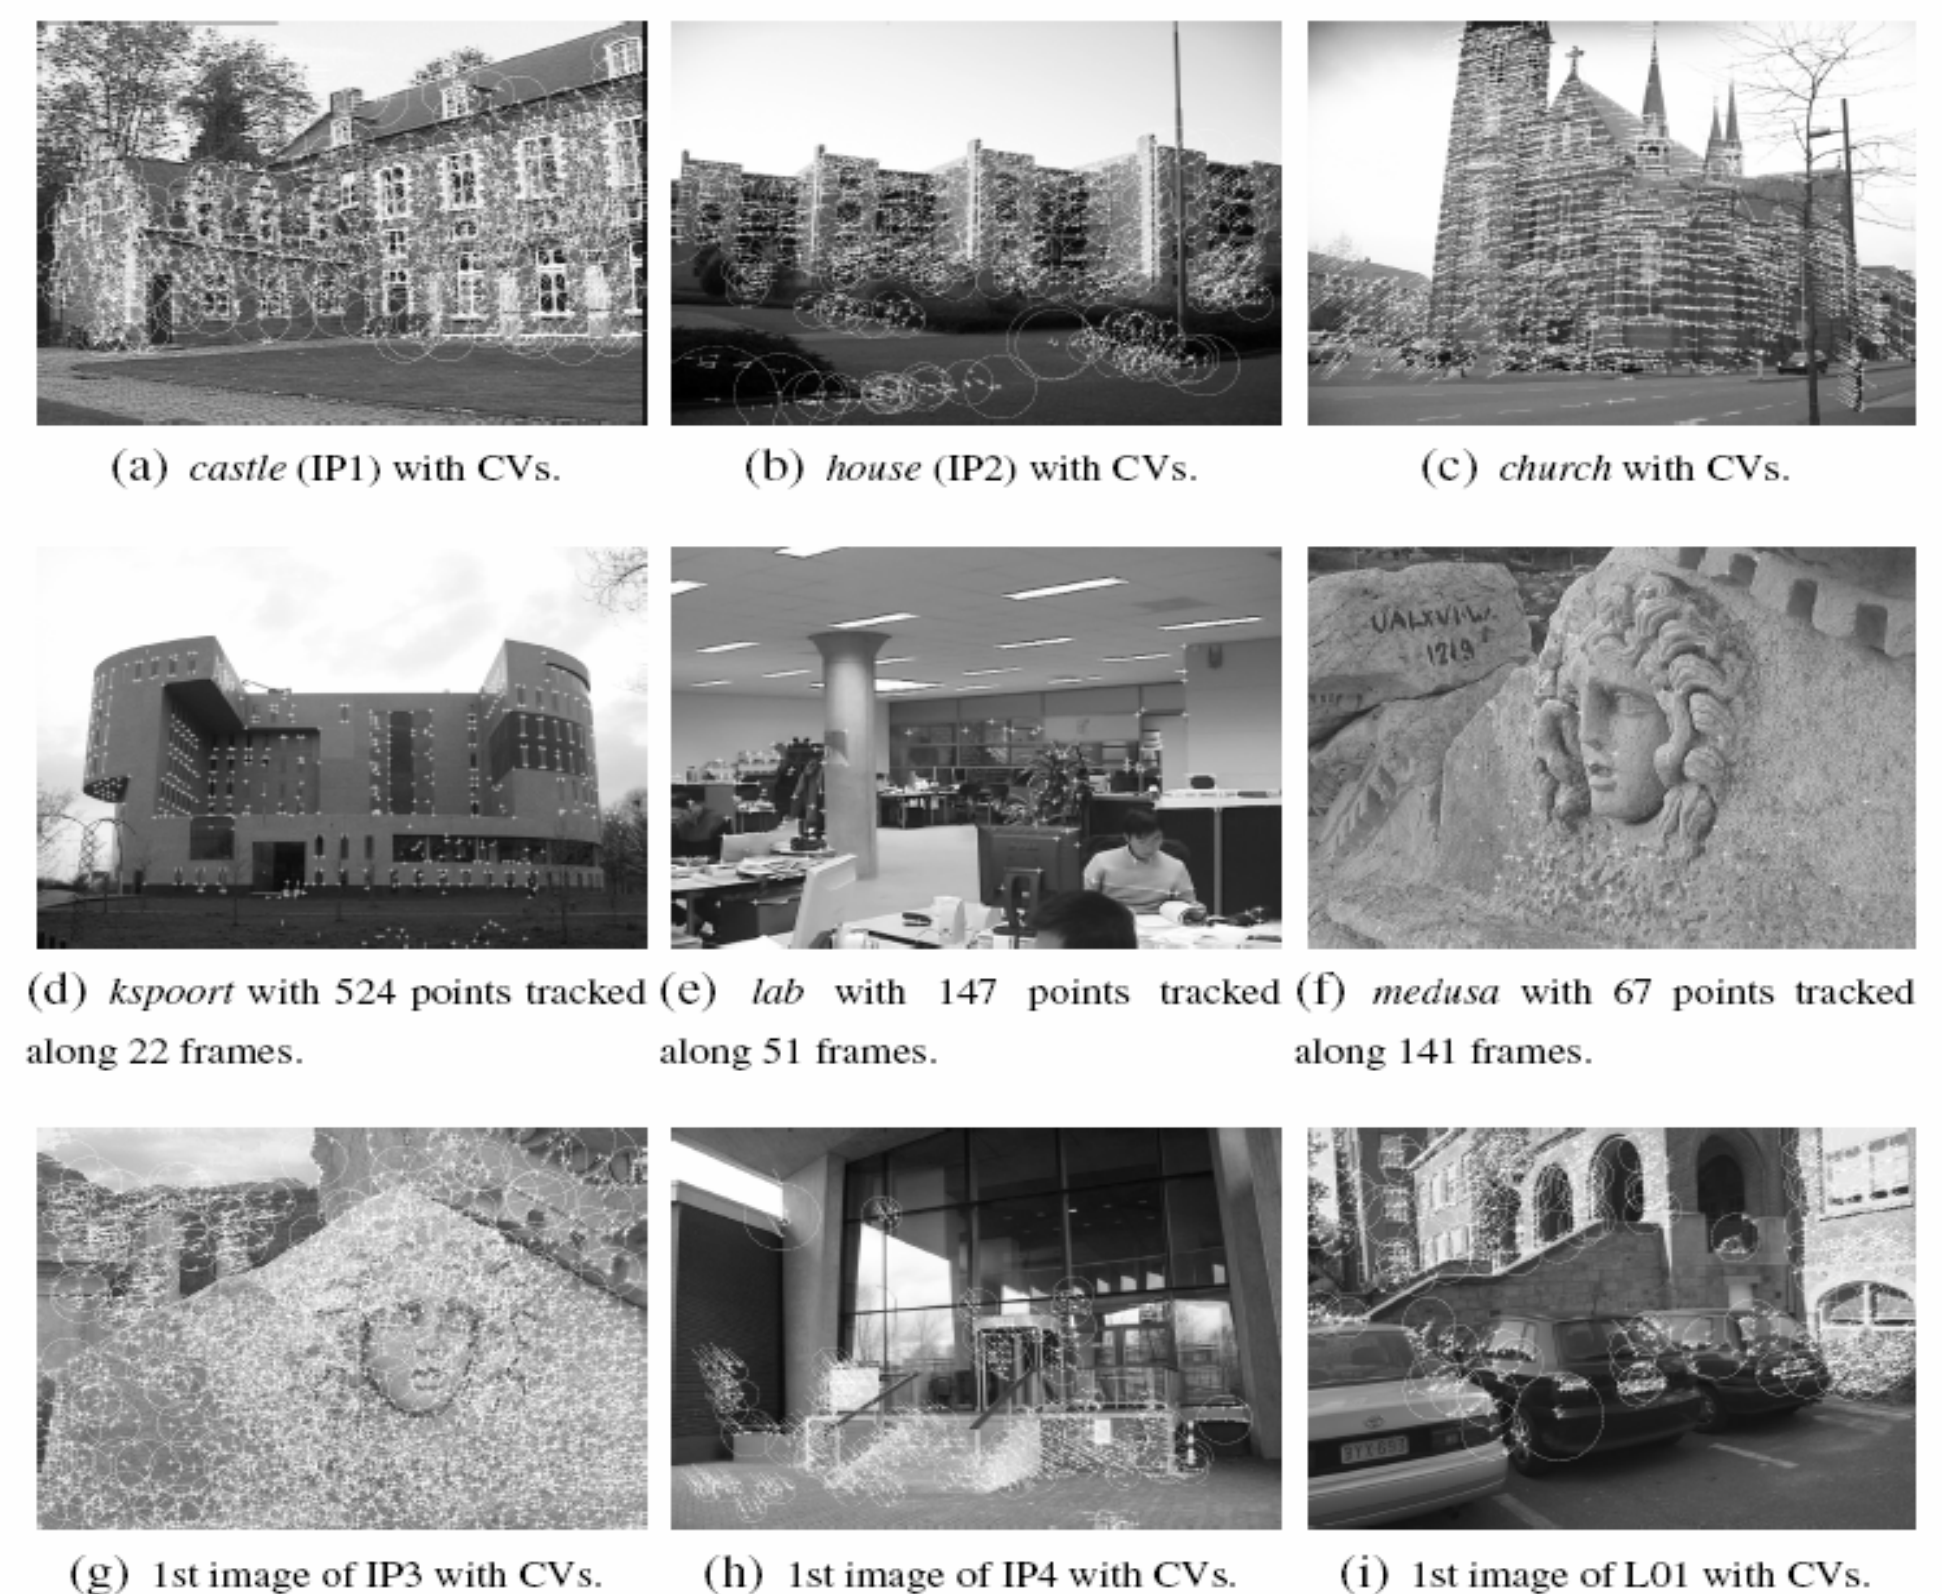 (a) castle (IP1) with CVs.
(b) house (IP2) with CVs.
(c) church with CVs.
UALXVI.W.
1219
(d) kspoort with 524 points tracked
along 22 frames.
(e) lab with 147 points tracked
along 51 frames.
(f) medusa with 67 points tracked
along 141 frames.
(g) 1st image of IP3 with CVs.
(h) 1st image of IP4 with CVs.
(i) 1st image of L01 with CVs.